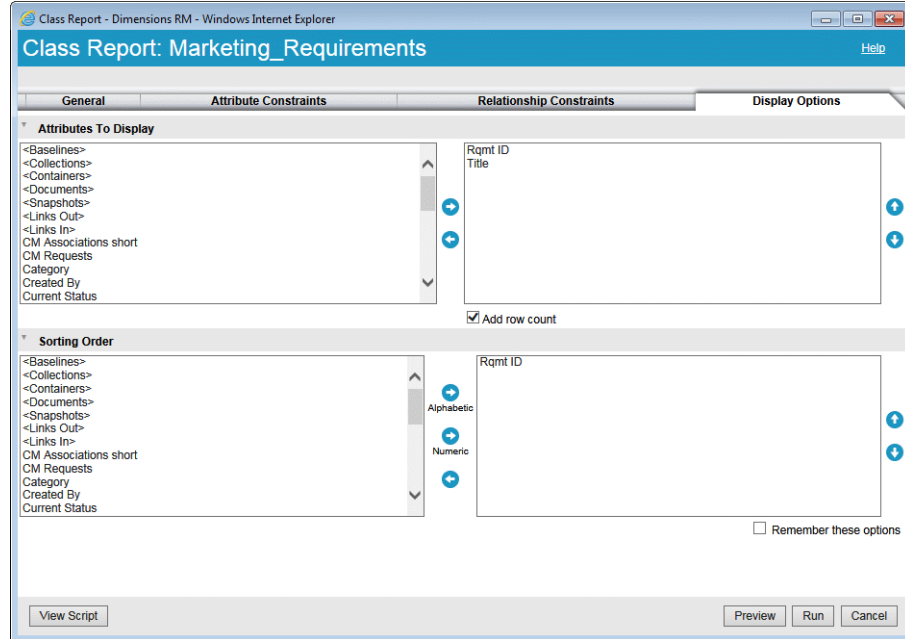 Class Report - Dimensions RM - Windows Internet Explorer
Class Report: Marketing_Requirements
Help
General
Attribute Constraints
Relationship Constraints
Display Options
Attributes To Display
<Baselines>
<Collections>
<Containers>
<Documents>
<Snapshots>
<Links Out>
<Links In>
CM Associations short
CM Requests
Category
Created By
Current Status
Rqmt ID
Title
Add row count
Sorting Order
<Baselines>
<Collections>
<Containers>
<Documents>
<Snapshots>
<Links Out>
<Links In>
CM Associations short
CM Requests
Category
Created By
Current Status
Alphabetic
Numeric
Rqmt ID
Remember these options
View Script
Preview
Run
Cancel